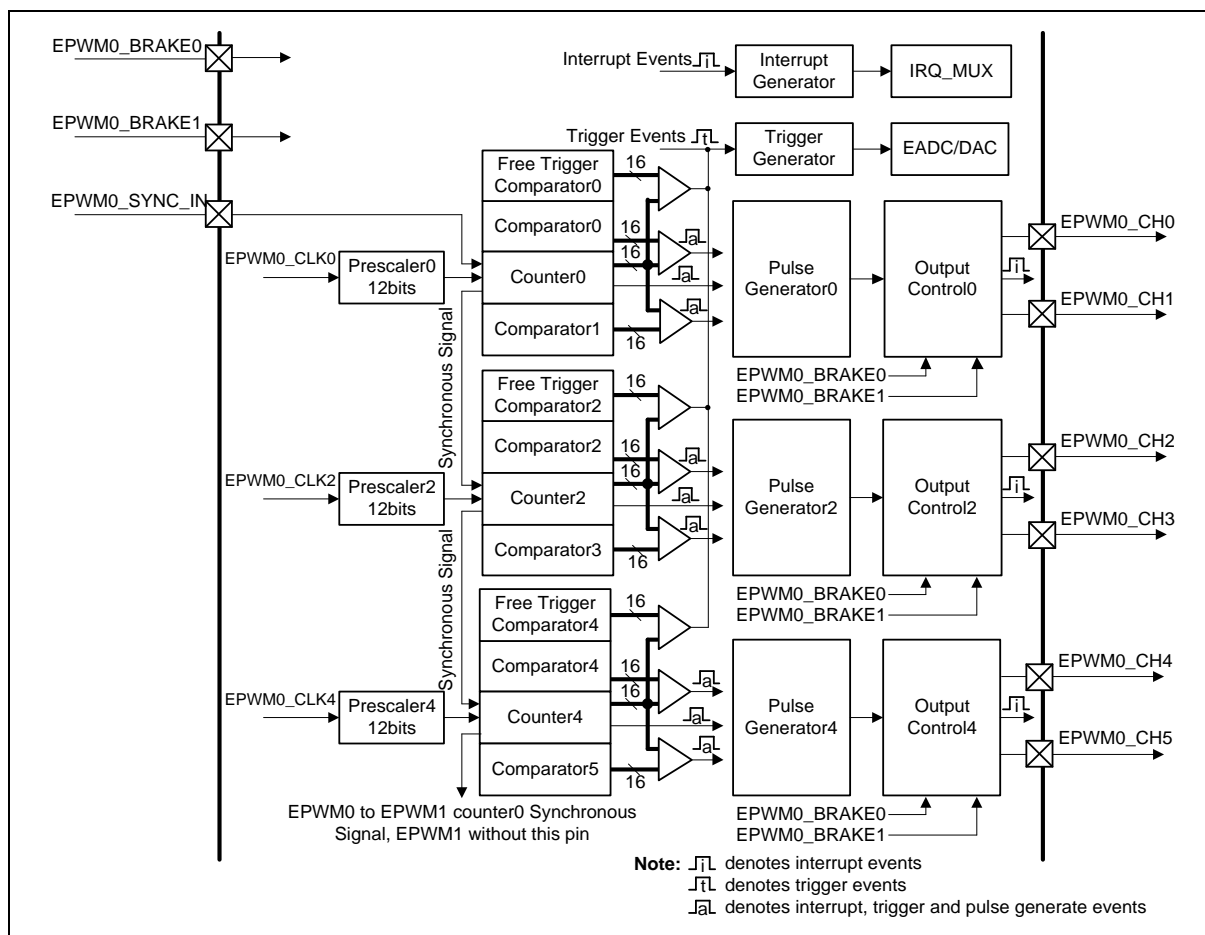 EPWM0_BRAKE0
EPWM0_BRAKE1
EPWM0_SYNC_IN
Interrupt Events
i
Interrupt
Generator
IRQ_MUX
Trigger Events
t
Trigger
Generator
EADC/DAC
EPWM0_CLK0
Prescaler0
12bits
Free Trigger
Comparator0
Comparator0
Counter0
Comparator1
16
16
16
16
a
a
a
Pulse
Generator0
Output
Control0
i
EPWM0_CH0
EPWM0_CH1
EPWM0_BRAKE0
EPWM0_BRAKE1
Synchronous Signal
EPWM0_CLK2
Prescaler2
12bits
Free Trigger
Comparator2
Comparator2
Counter2
Comparator3
16
16
16
16
a
a
a
Pulse
Generator2
Output
Control2
i
EPWM0_CH2
EPWM0_CH3
EPWM0_BRAKE0
EPWM0_BRAKE1
Synchronous Signal
EPWM0_CLK4
Prescaler4
12bits
Free Trigger
Comparator4
Comparator4
Counter4
Comparator5
16
16
16
16
a
a
a
Pulse
Generator4
Output
Control4
i
EPWM0_CH4
EPWM0_CH5
EPWM0_BRAKE0
EPWM0_BRAKE1
EPWM0 to EPWM1 counter0 Synchronous
Signal, EPWM1 without this pin
Note: i denotes interrupt events
t denotes trigger events
a denotes interrupt, trigger and pulse generate events